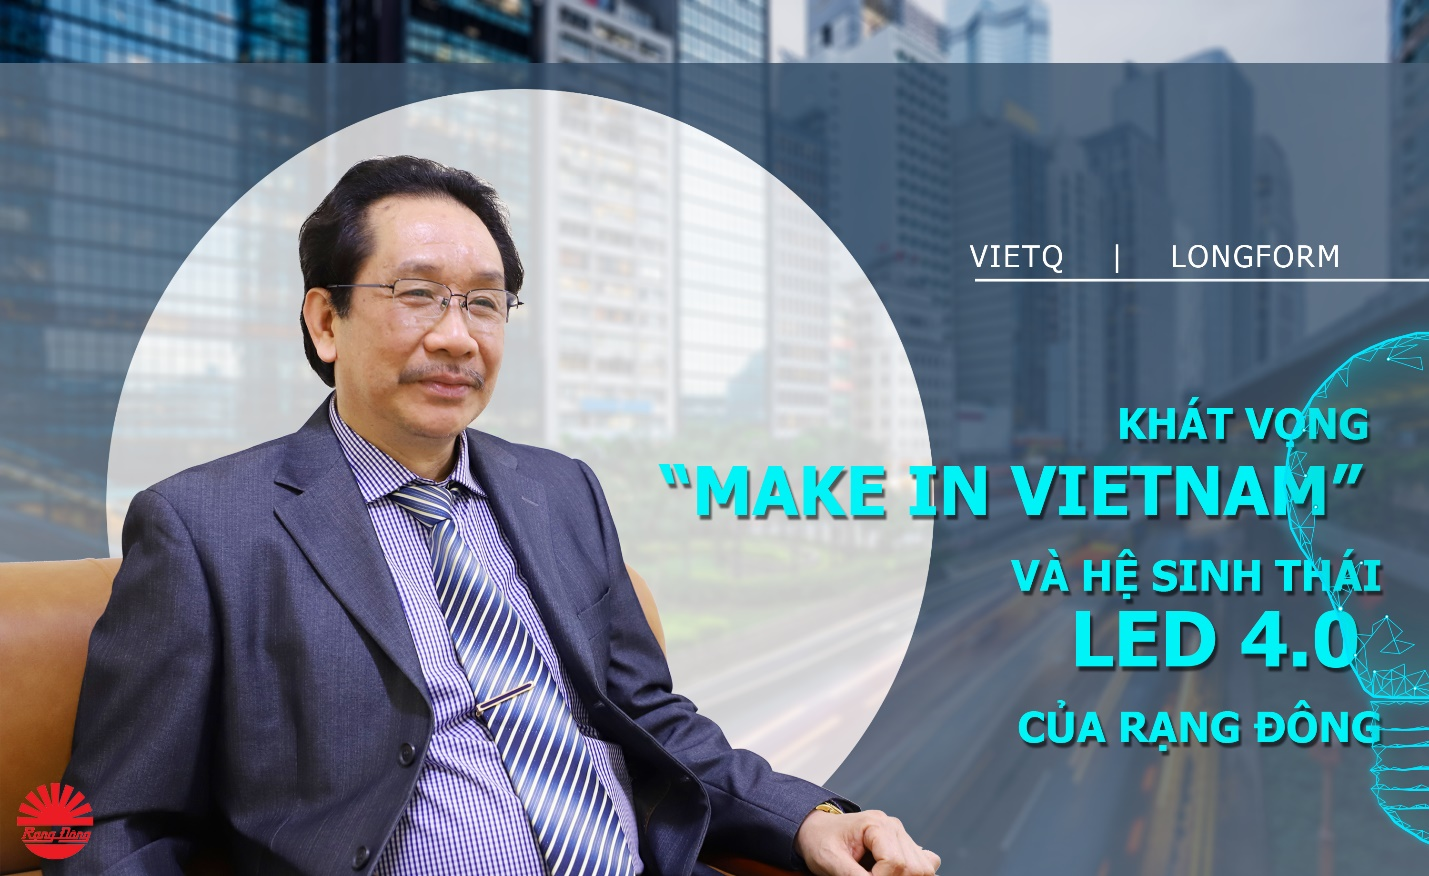 VIETQ | LONGFORM
KHÁT VỌNG
“MAKE IN VIETNAM”
VÀ HỆ SINH THÁI
LED 4.0
CỦA RẠNG ĐÔNG
Rạng Đông